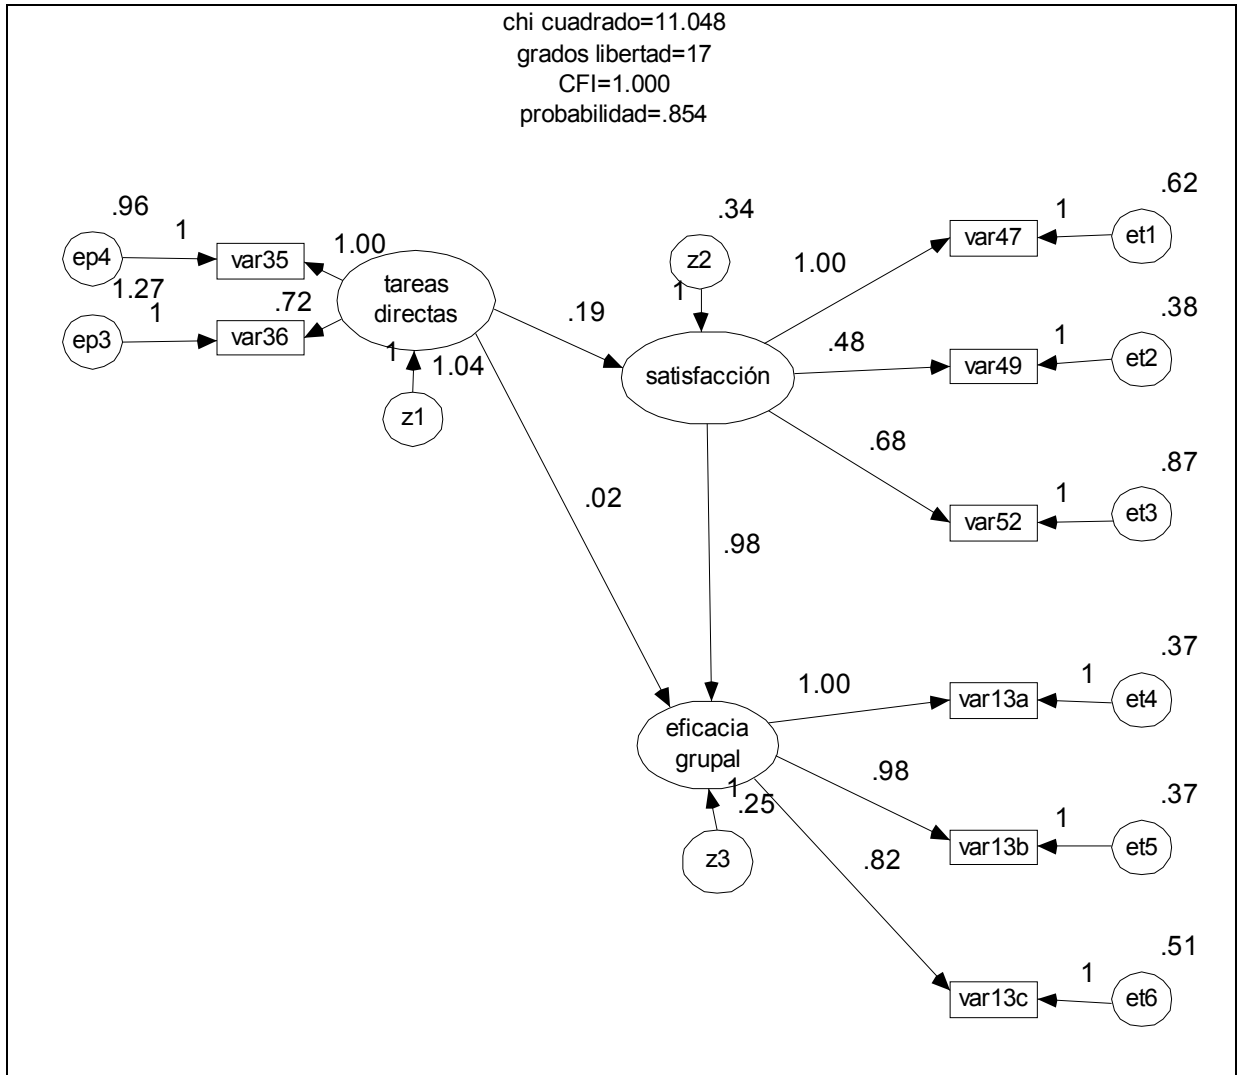 chi cuadrado=11.048
grados libertad=17
CFI=1.000
probabilidad=.854
.96
1
ep4
var35
1.00
1.27
1
ep3
var36
.72
tareas
directas
1
1.04
z1
.19
.02
.34
z2
1
satisfacción
.98
1.00
var47
1
.62
et1
.48
var49
1
.38
et2
.68
var52
1
.87
et3
eficacia
grupal
1
.25
z3
1.00
var13a
1
.37
et4
.98
var13b
1
.37
et5
.82
var13c
1
.51
et6